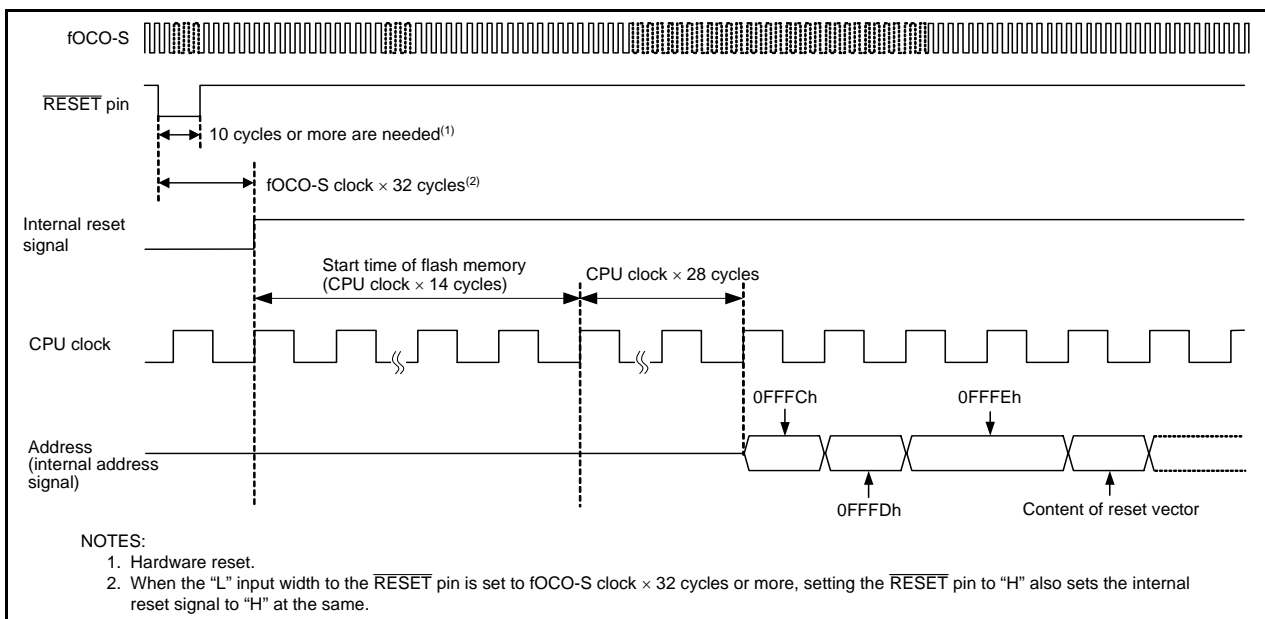 fOCO-S
RESET pin
10 cycles or more are needed(1)
fOCO-S clock × 32 cycles(2)
Internal reset
signal
Start time of flash memory
(CPU clock × 14 cycles)
CPU clock × 28 cycles
CPU clock
0FFFCh
0FFFEh
Address
(internal address
signal)
0FFFDh
Content of reset vector
NOTES:
1. Hardware reset.
2. When the “L” input width to the RESET pin is set to fOCO-S clock × 32 cycles or more, setting the RESET pin to “H” also sets the internal
reset signal to “H” at the same.